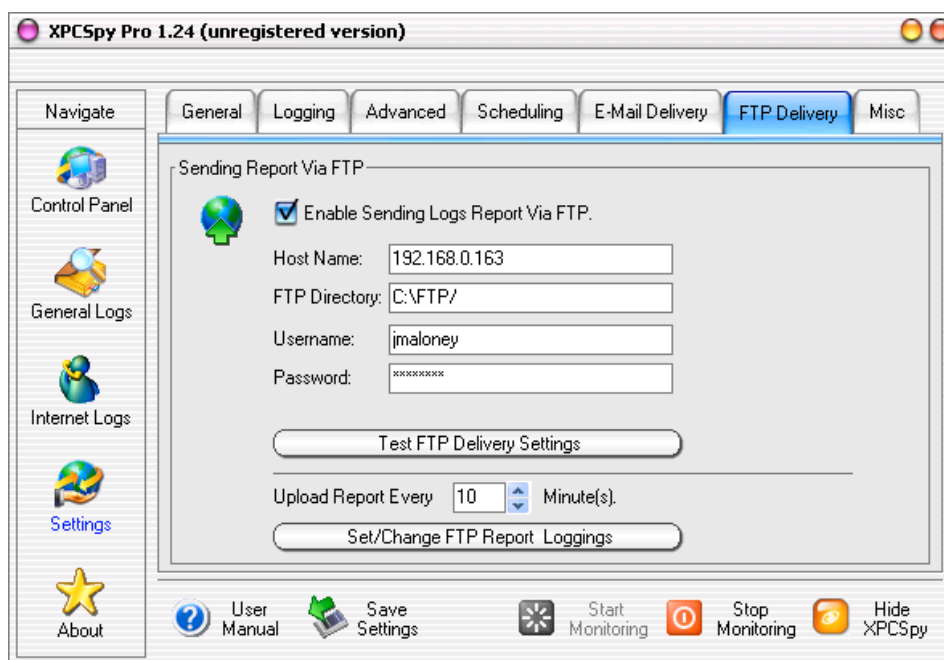 XPCSpy Pro 1.24 (unregistered version)
Navigate
General
Logging
Advanced
Scheduling
E-Mail Delivery
FTP Delivery
Misc
Control Panel
General Logs
Internet Logs
Settings
About
Sending Report Via FTP
Enable Sending Logs Report Via FTP.
Host Name: 192.168.0.163
FTP Directory: C:\FTP/
Username: jmaloney
Password: ********
Test FTP Delivery Settings
Upload Report Every 10 Minute(s).
Set/Change FTP Report Loggings
User
Manual
Save
Settings
Start
Monitoring
Stop
Monitoring
Hide
XPCSpy